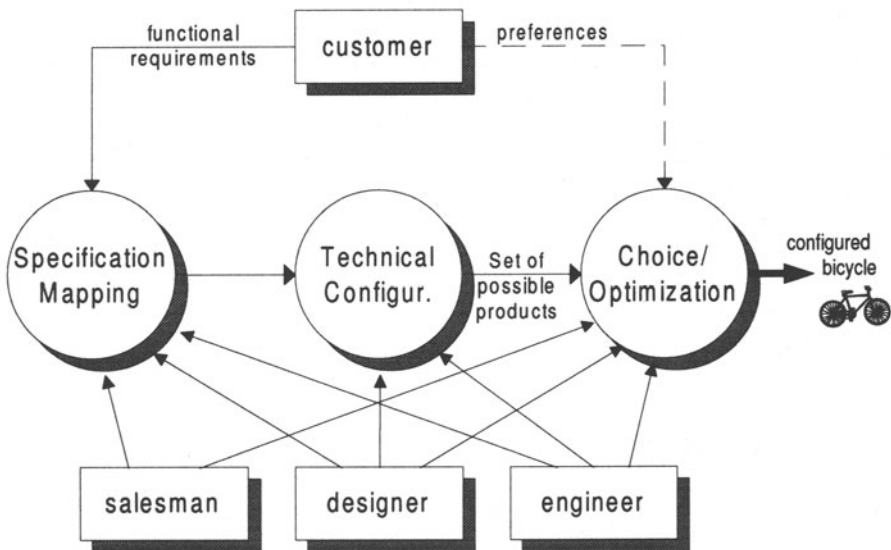 functional
requirements
customer
preferences
Specification
Mapping
Technical
Configur.
Set of
possible
products
Choice/
Optimization
configured
bicycle
salesman
designer
engineer